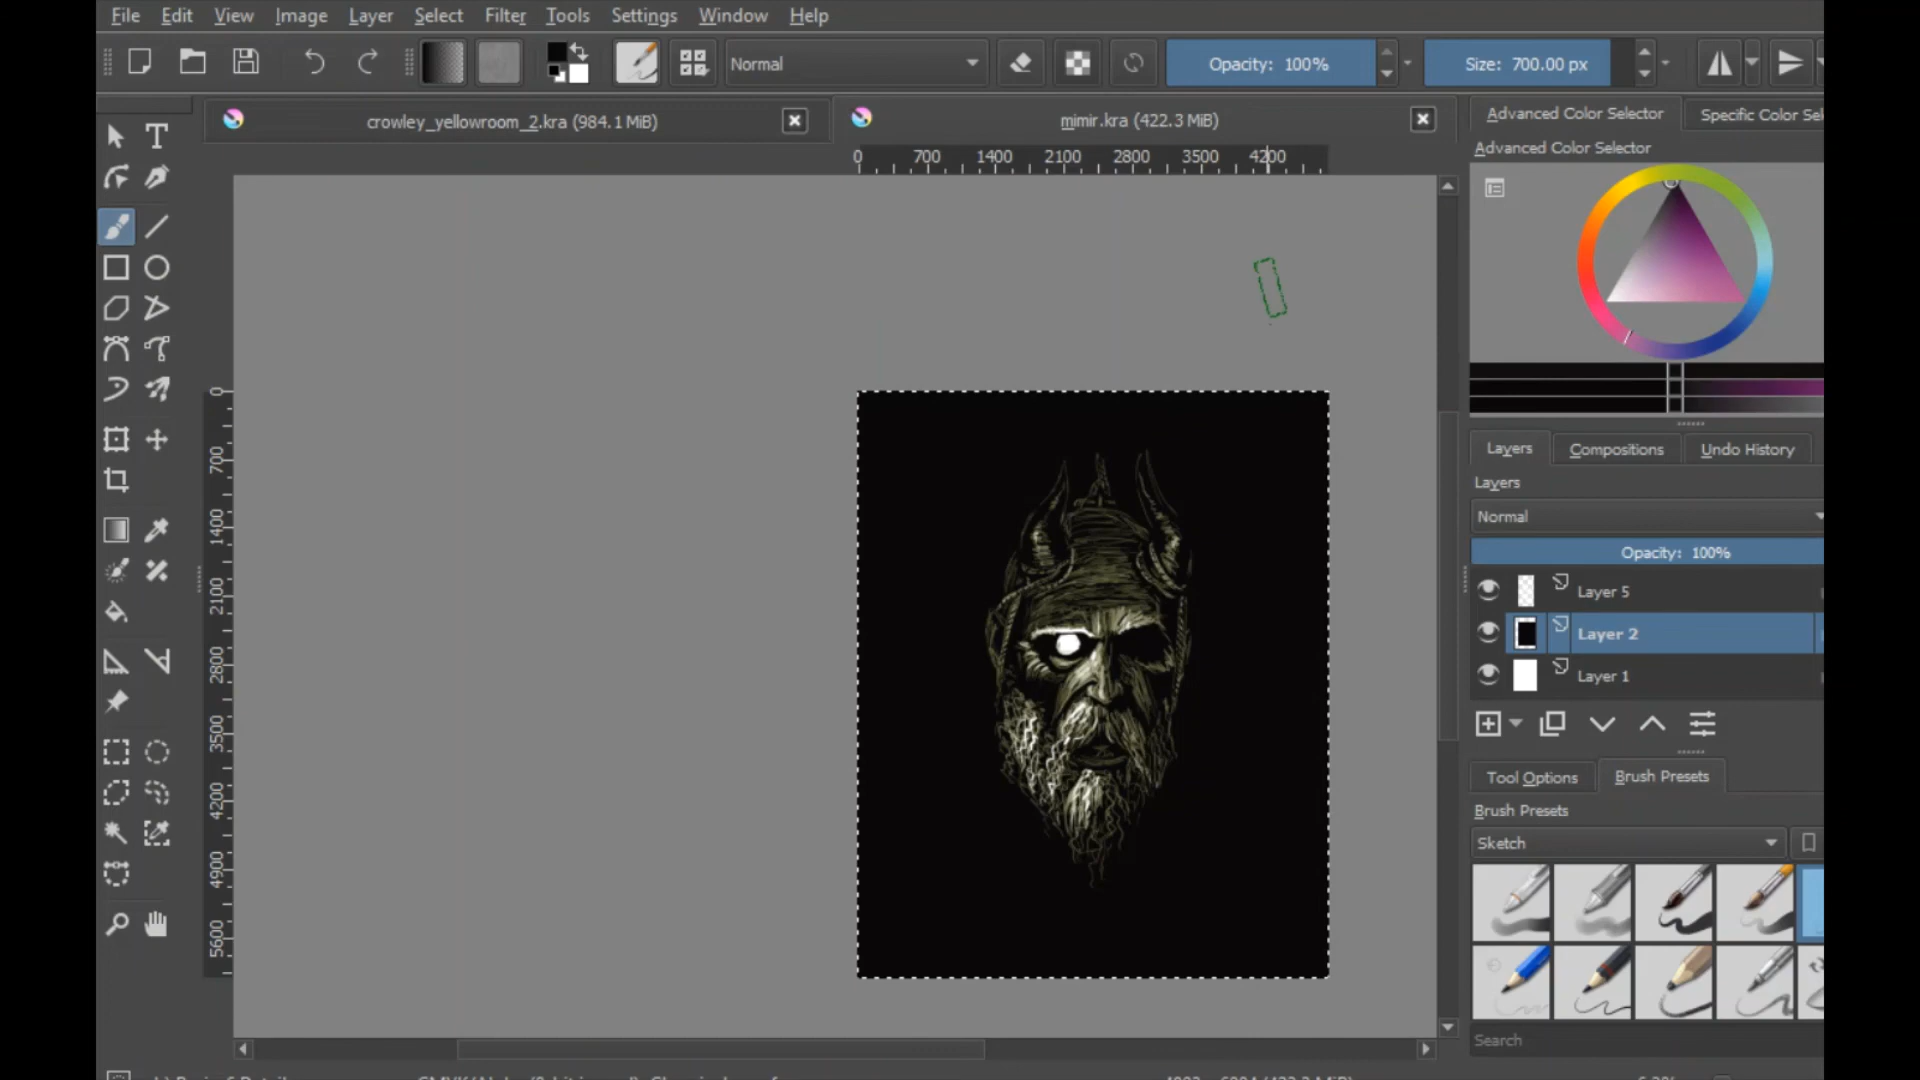 File Edit View Image Layer Select Filter Tools Settings Window Help
Normal Opacity: 100% Size: 700.00 px
crowley_yellowroom_2.kra (984.1 MiB) mimir.kra (422.3 MiB)
Advanced Color Selector Specific Color Sel
Advanced Color Selector
0 700 1400 2100 2800 3500 4200
0
700
1400
2100
2800
3500
4200
4900
5600
Layers Compositions Undo History
Layers
Normal
Opacity: 100%
Layer 5
Layer 2
Layer 1
Tool Options Brush Presets
Brush Presets
Sketch
Search